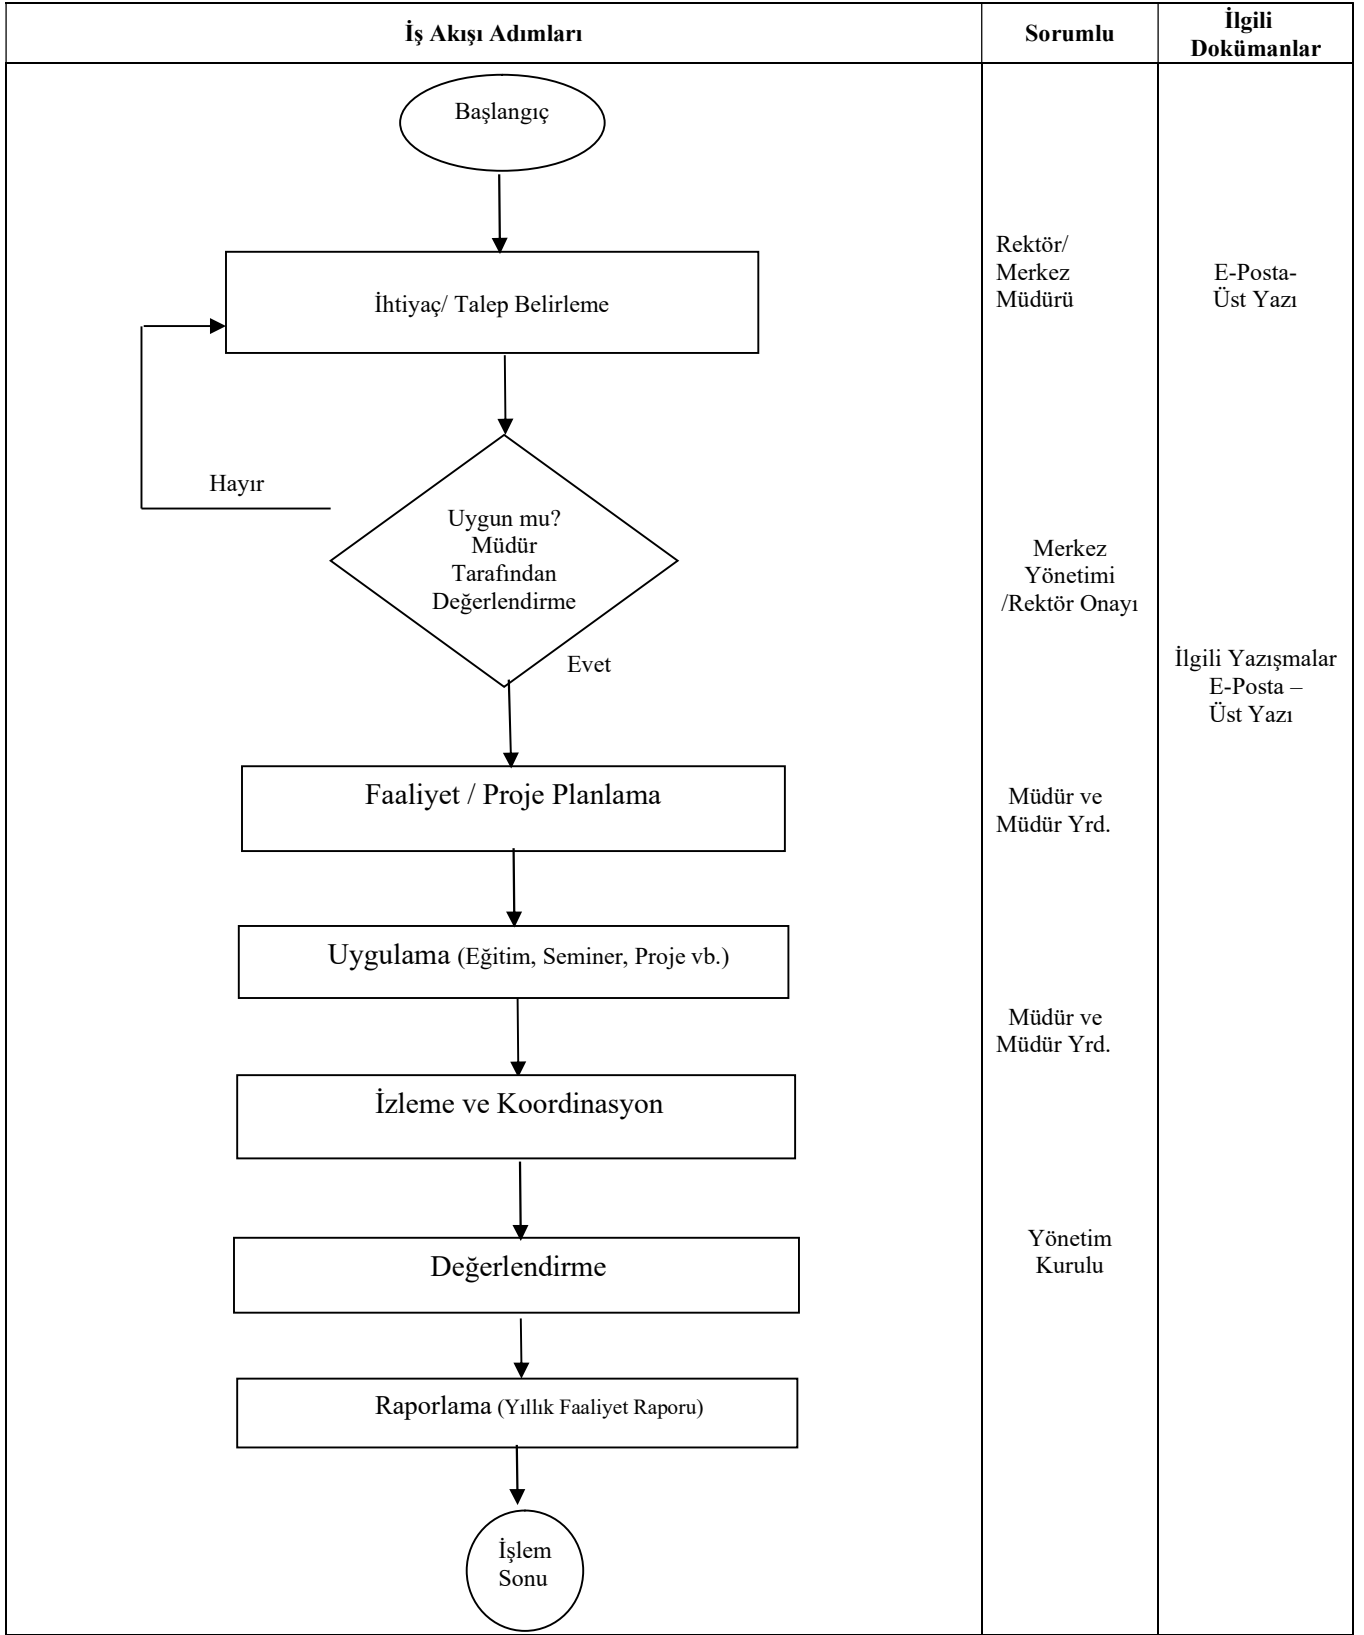 İş Akışı Adımları
Sorumlu
İlgili
Dokümanlar
Başlangıç
İhtiyaç/ Talep Belirleme
Rektör/
Merkez
Müdürü
E-Posta-
Üst Yazı
Hayır
Uygun mu?
Müdür
Tarafından
Değerlendirme
Evet
Merkez
Yönetimi
/Rektör Onayı
İlgili Yazışmalar
E-Posta –
Üst Yazı
Faaliyet / Proje Planlama
Müdür ve
Müdür Yrd.
Uygulama (Eğitim, Seminer, Proje vb.)
Müdür ve
Müdür Yrd.
İzleme ve Koordinasyon
Değerlendirme
Yönetim
Kurulu
Raporlama (Yıllık Faaliyet Raporu)
İşlem
Sonu